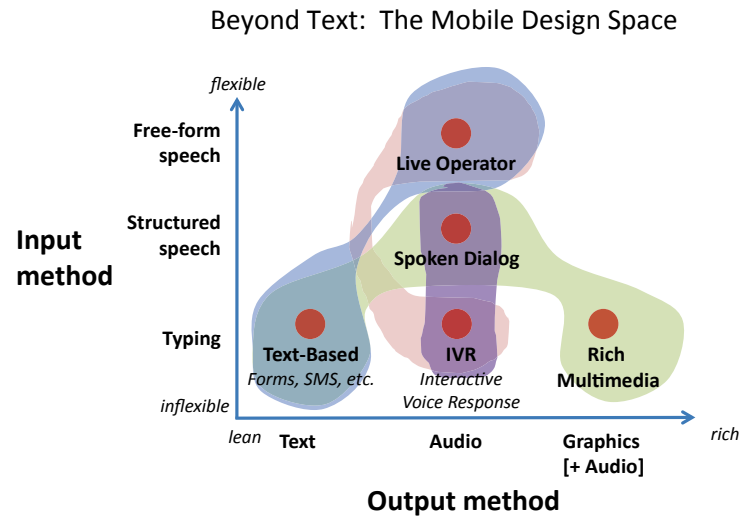 Beyond Text:  The Mobile Design Space
flexible
Free-form
speech
Live Operator
Structured
speech
Input
method
Spoken Dialog
Typing
Text-Based
Forms, SMS, etc.
IVR
Interactive
Voice Response
Rich
Multimedia
inflexible
lean
Text
Audio
Graphics
[+ Audio]
rich
Output method